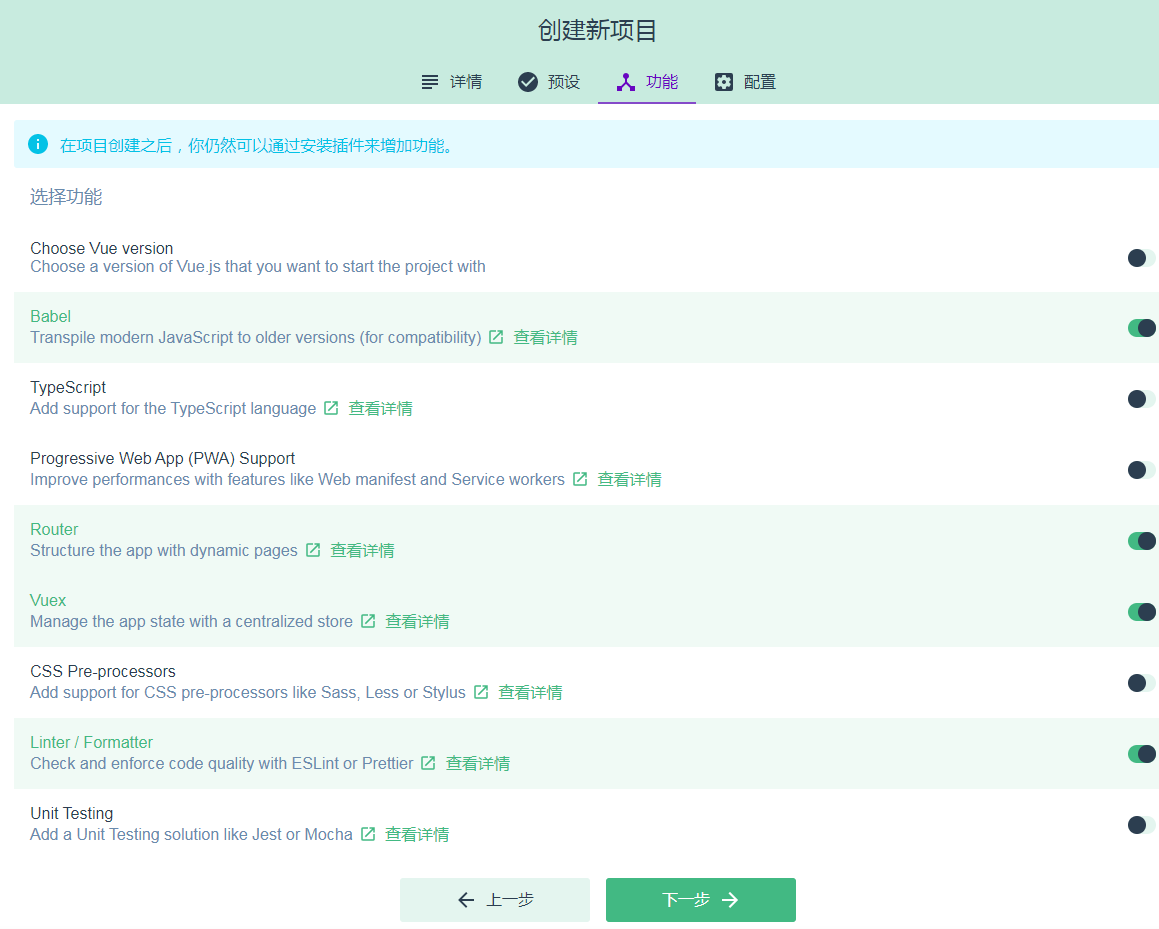 创建新项目
详情 预设 功能 配置
在项目创建之后，你仍然可以通过安装插件来增加功能。
选择功能
Choose Vue version
Choose a version of Vue.js that you want to start the project with
Babel
Transpile modern JavaScript to older versions (for compatibility) 查看详情
TypeScript
Add support for the TypeScript language 查看详情
Progressive Web App (PWA) Support
Improve performances with features like Web manifest and Service workers 查看详情
Router
Structure the app with dynamic pages 查看详情
Vuex
Manage the app state with a centralized store 查看详情
CSS Pre-processors
Add support for CSS pre-processors like Sass, Less or Stylus 查看详情
Linter / Formatter
Check and enforce code quality with ESLint or Prettier 查看详情
Unit Testing
Add a Unit Testing solution like Jest or Mocha 查看详情
上一步 下一步